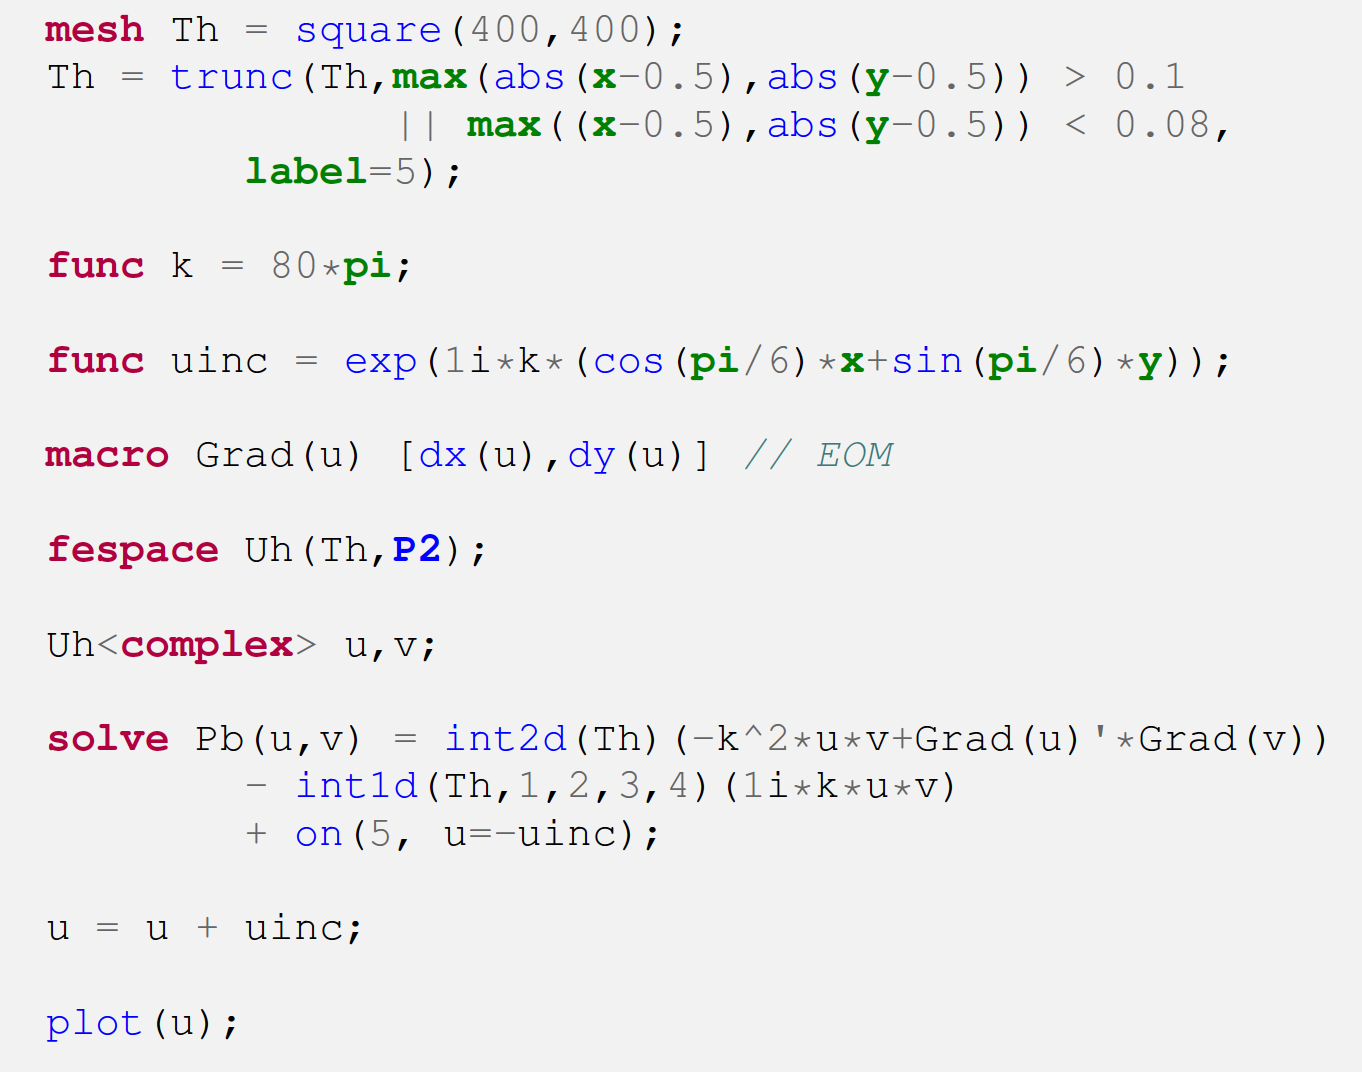 mesh Th = square(400,400);
Th = trunc(Th,max(abs(x-0.5),abs(y-0.5)) > 0.1
|| max((x-0.5),abs(y-0.5)) < 0.08,
label=5);
func k = 80*pi;
func uinc = exp(1i*k*(cos(pi/6)*x+sin(pi/6)*y));
macro Grad(u) [dx(u),dy(u)] // EOM
fespace Uh(Th,P2);
Uh<complex> u,v;
solve Pb(u,v) = int2d(Th)(-k^2*u*v+Grad(u)'*Grad(v))
- int1d(Th,1,2,3,4)(1i*k*u*v)
+ on(5, u=-uinc);
u = u + uinc;
plot(u);